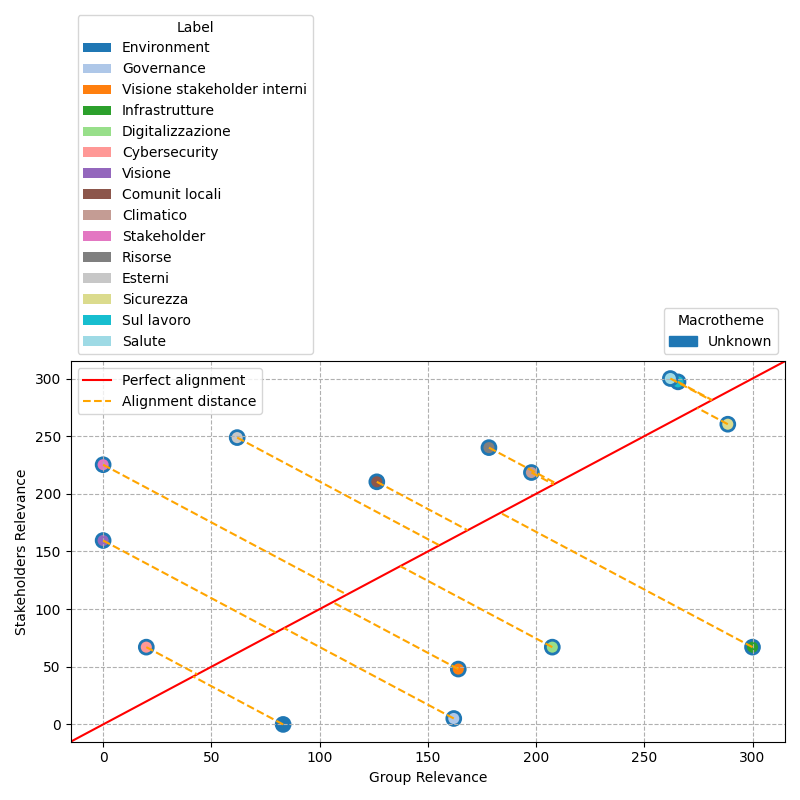 Label
Environment
Governance
Visione stakeholder interni
Infrastrutture
Digitalizzazione
Cybersecurity
Visione
Comunit locali
Climatico
Stakeholder
Risorse
Esterni
Sicurezza
Sul lavoro
Salute
Macrotheme
Unknown
Perfect alignment
Alignment distance
Stakeholders Relevance
300
250
200
150
100
50
0
0 50 100 150 200 250 300
Group Relevance